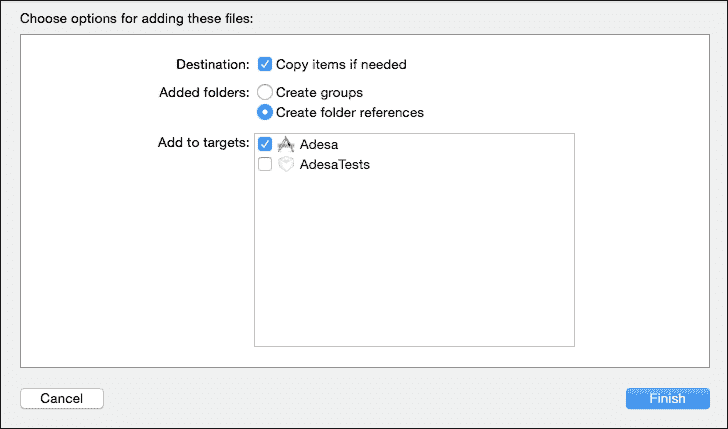 Choose options for adding these files:
Destination: Copy items if needed
Added folders: Create groups
Create folder references
Add to targets: Adesa
AdesaTests
Cancel Finish